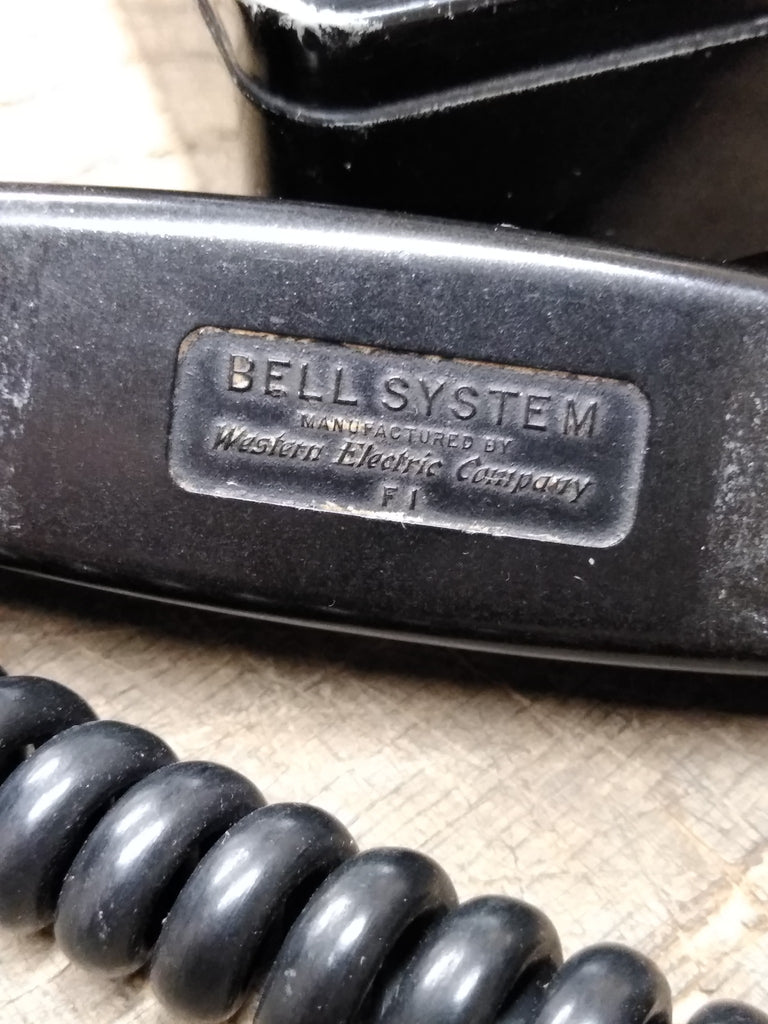 BELL SYSTEM
MANUFACTURED BY
Western Electric Company
F1